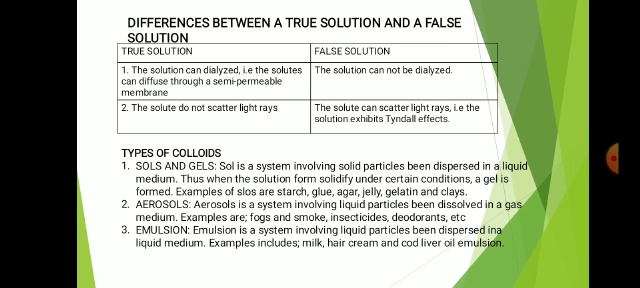 DIFFERENCES BETWEEN A TRUE SOLUTION AND A FALSE
SOLUTION
TRUE SOLUTION
FALSE SOLUTION
1. The solution can dialyzed, i.e the solutes
can diffuse through a semi-permeable
membrane
The solution can not be dialyzed.
2. The solute do not scatter light rays
The solute can scatter light rays, i.e the
solution exhibits Tyndall effects.
TYPES OF COLLOIDS
1. SOLS AND GELS: Sol is a system involving solid particles been dispersed in a liquid
medium. Thus when the solution form solidify under certain conditions, a gel is
formed. Examples of slos are starch, glue, agar, jelly, gelatin and clays.
2. AEROSOLS: Aerosols is a system involving liquid particles been dissolved in a gas
medium. Examples are; fogs and smoke, insecticides, deodorants, etc
3. EMULSION: Emulsion is a system involving liquid particles been dispersed ina
liquid medium. Examples includes; milk, hair cream and cod liver oil emulsion.